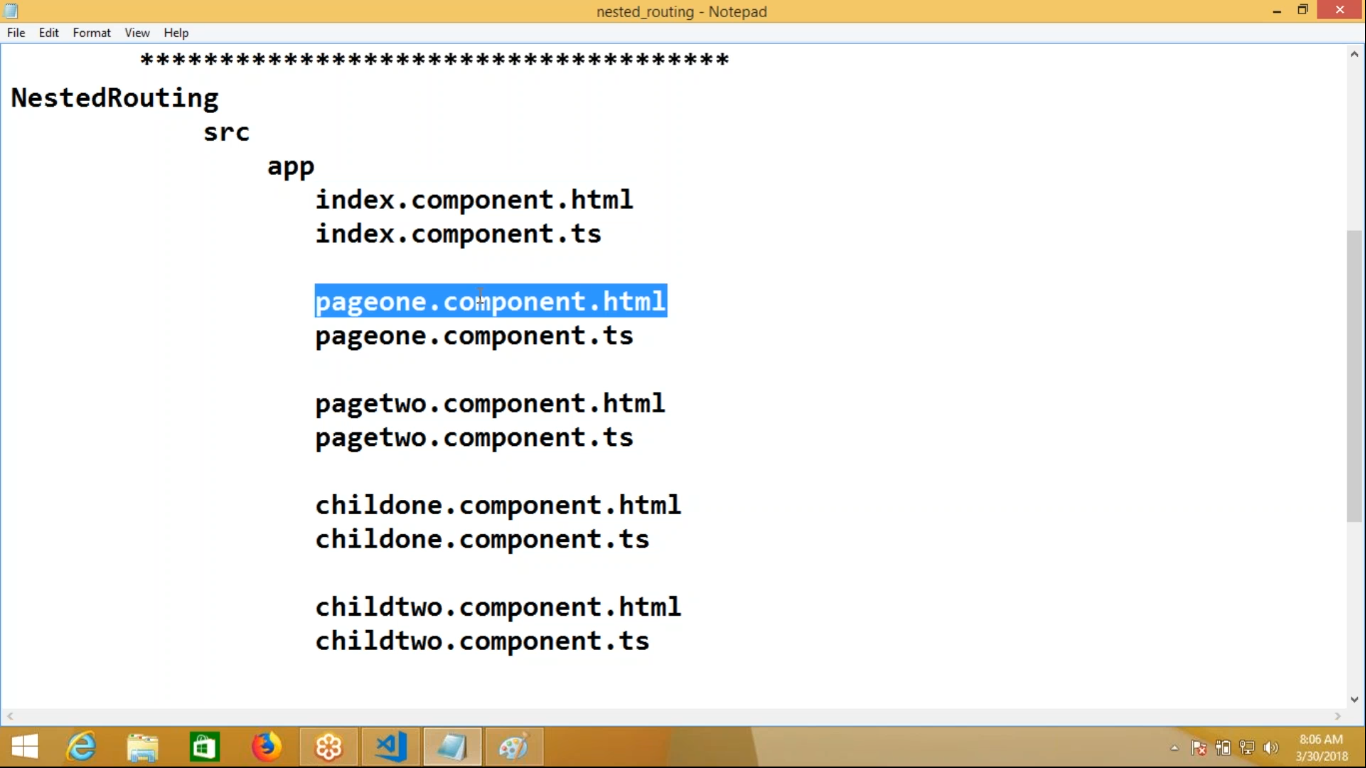 nested_routing - Notepad
File Edit Format View Help
*************************************
NestedRouting
src
app
index.component.html
index.component.ts
pageone.component.html
pageone.component.ts
pagetwo.component.html
pagetwo.component.ts
childone.component.html
childone.component.ts
childtwo.component.html
childtwo.component.ts
8:06 AM
3/30/2018